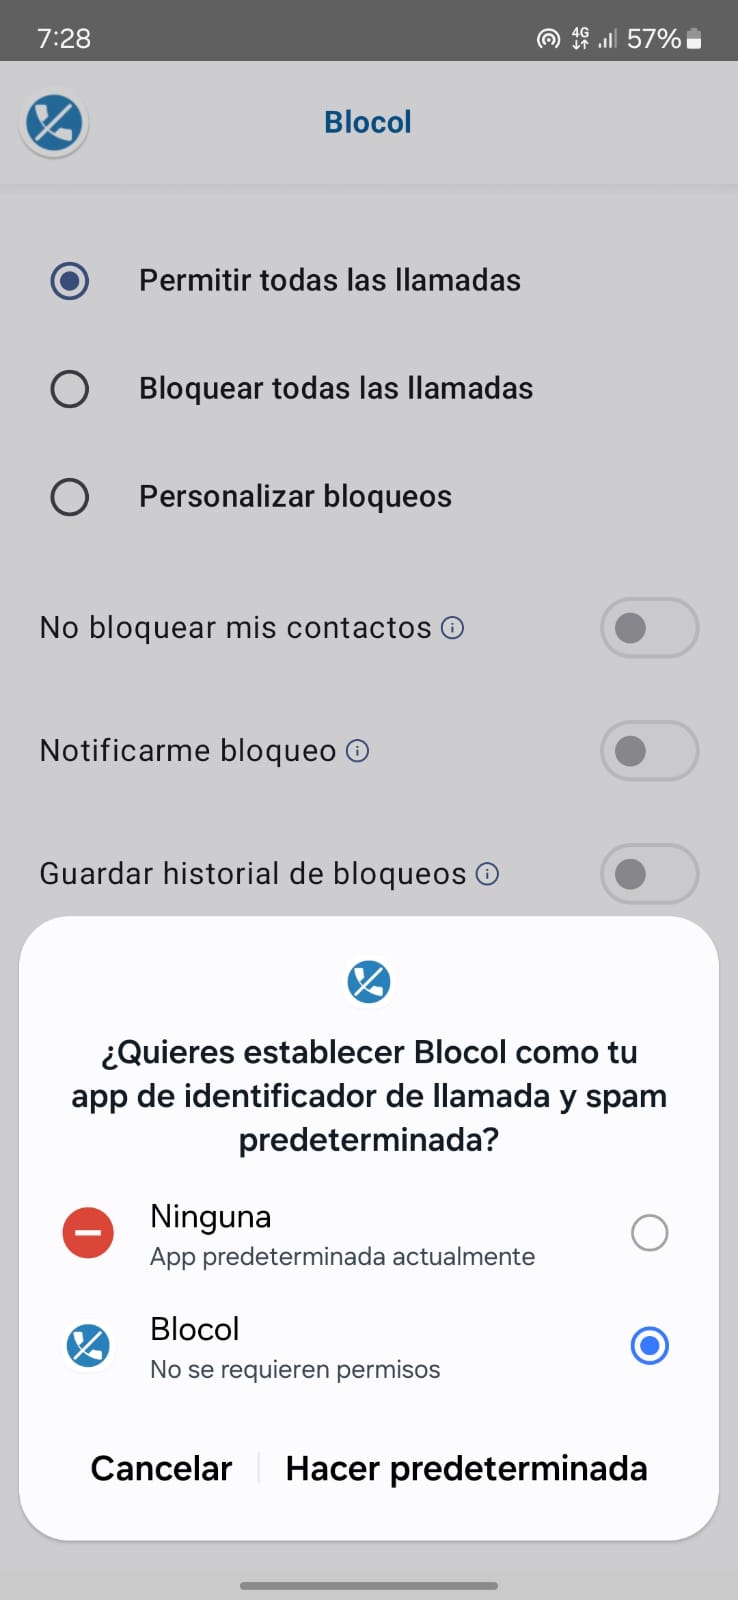 7:28
4G
57%
Blocol
Permitir todas las llamadas
Bloquear todas las llamadas
Personalizar bloqueos
No bloquear mis contactos
Notificarme bloqueo
Guardar historial de bloqueos
¿Quieres establecer Blocol como tu
app de identificador de llamada y spam
predeterminada?
Ninguna
App predeterminada actualmente
Blocol
No se requieren permisos
Cancelar
Hacer predeterminada